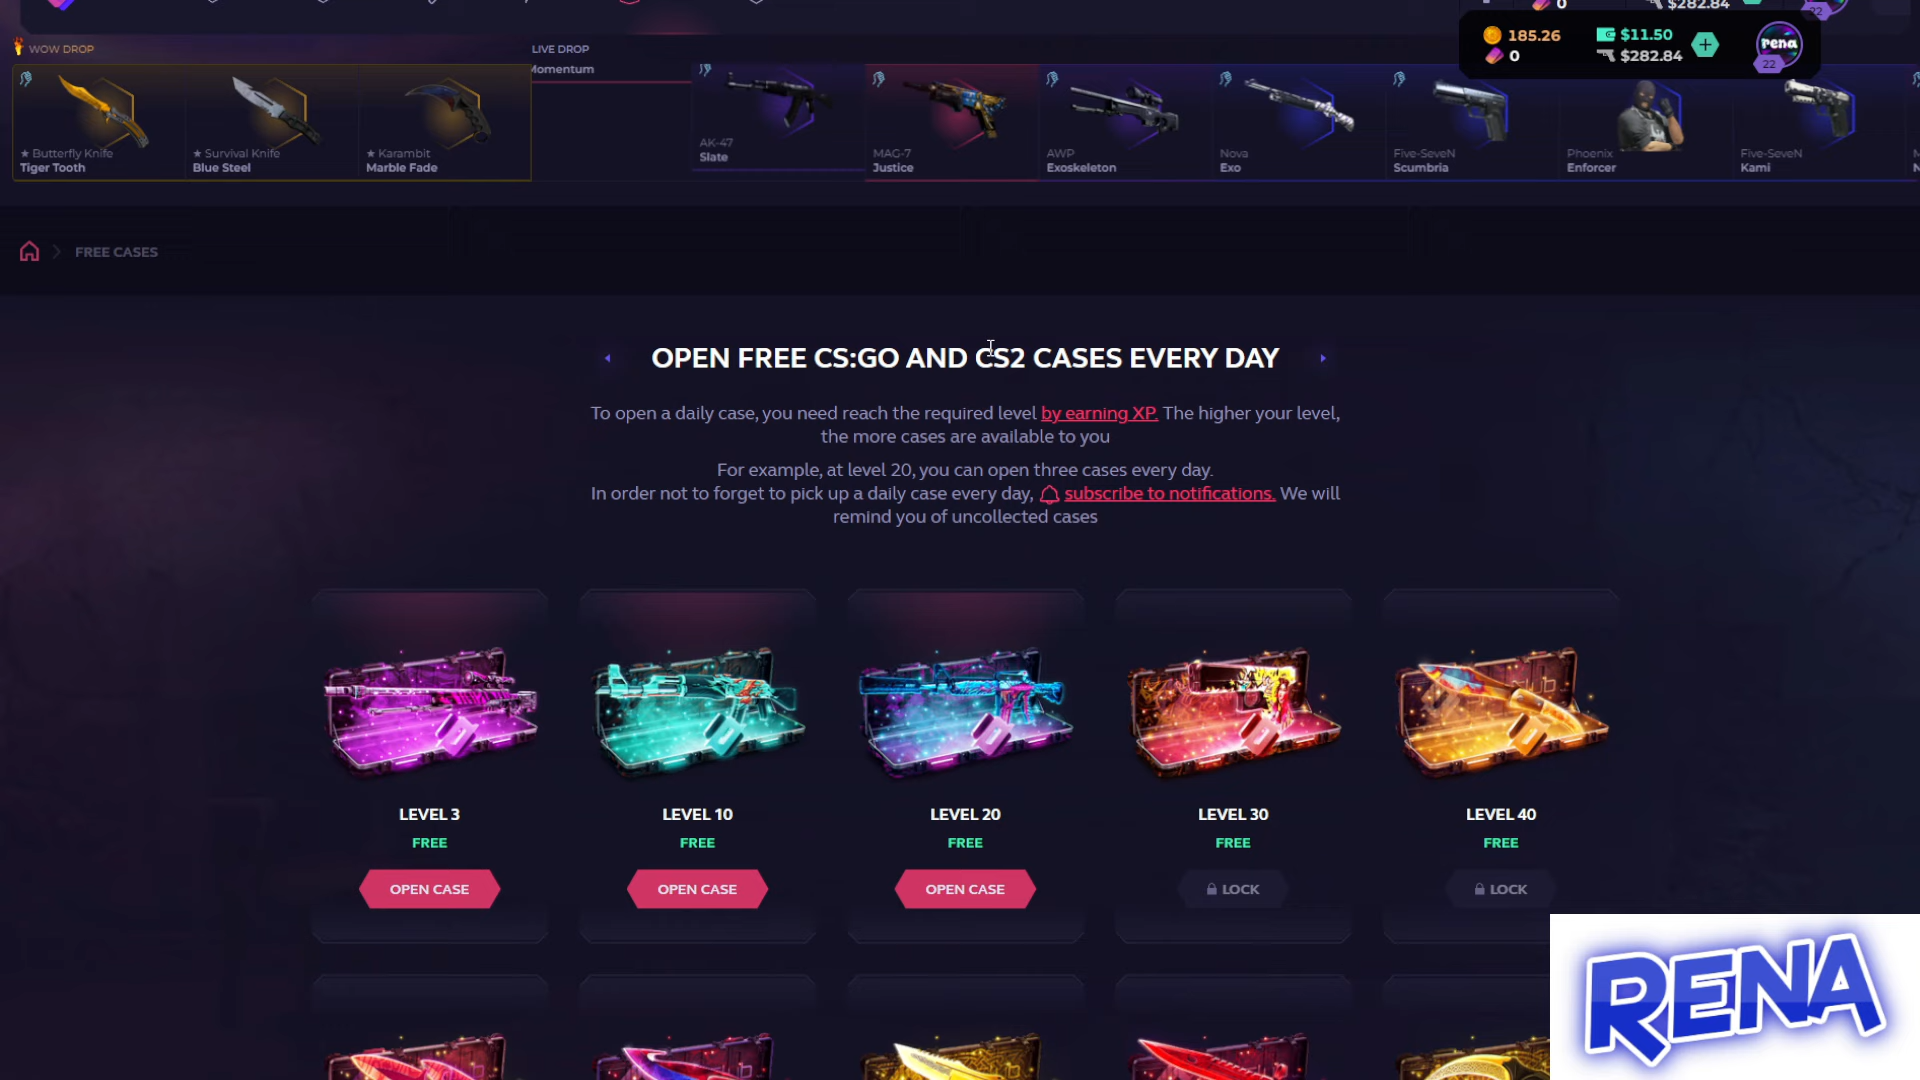 0
$282.84
22
WOW DROP
LIVE DROP
185.26
$11.50
0
$282.84
rena
22
★ Butterfly Knife
Tiger Tooth
★ Survival Knife
Blue Steel
★ Karambit
Marble Fade
Momentum
AK-47
Slate
MAG-7
Justice
AWP
Exoskeleton
Nova
Exo
Five-SeveN
Scumbria
Phoenix
Enforcer
Five-SeveN
Kami
FREE CASES
OPEN FREE CS:GO AND CS2 CASES EVERY DAY
To open a daily case, you need reach the required level by earning XP. The higher your level,
the more cases are available to you
For example, at level 20, you can open three cases every day.
In order not to forget to pick up a daily case every day, subscribe to notifications. We will
remind you of uncollected cases
LEVEL 3
FREE
OPEN CASE
LEVEL 10
FREE
OPEN CASE
LEVEL 20
FREE
OPEN CASE
LEVEL 30
FREE
LOCK
LEVEL 40
FREE
LOCK
RENA